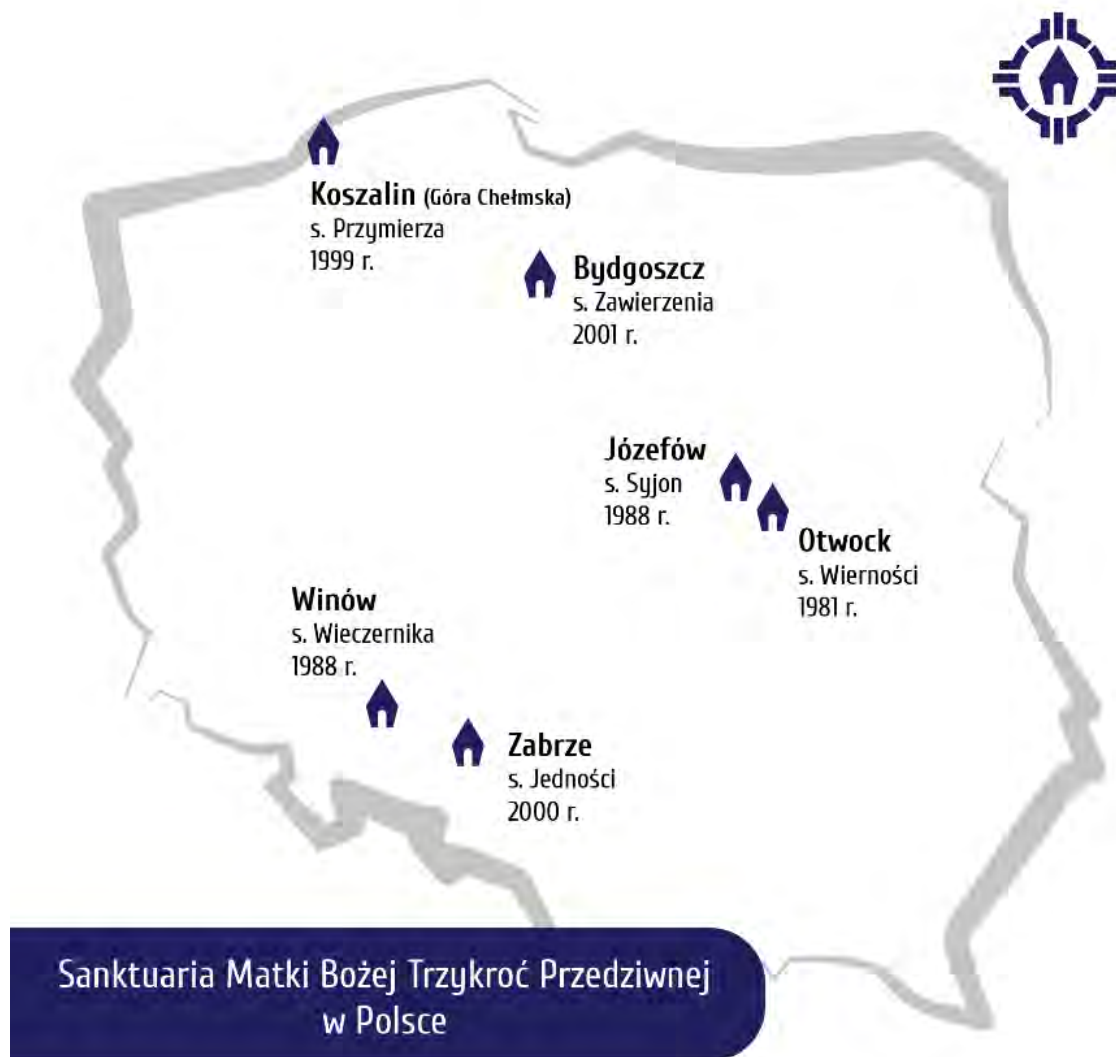 Koszalin (Góra Chełmska)
s. Przymierza
1999 r.
Bydgoszcz
s. Zawierzenia
2001 r.
Józefów
s. Syjon
1988 r.
Otwock
s. Wierności
1981 r.
Winów
s. Wieczernika
1988 r.
Zabrze
s. Jedności
2000 r.
Sanktuaria Matki Bożej Trzykroć Przedziwnej
w Polsce